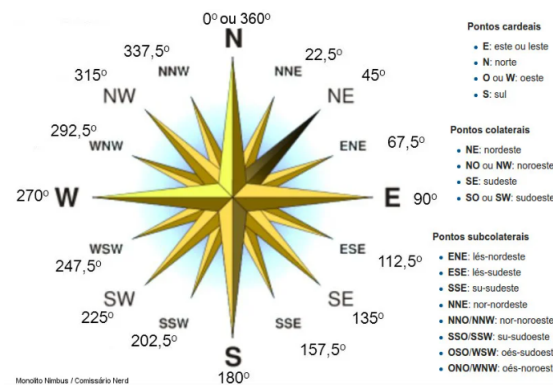 0º ou 360º
N
337,5º
NNW
NNE
22,5º
315º
NW
NE
45º
292,5º
WNW
ENE
67,5º
270º
W
E
90º
WSW
247,5º
ESE
112,5º
SW
225º
SE
135º
SSW
202,5º
SSE
157,5º
S
180º
Pontos cardeais
• E: este ou leste
• N: norte
• O ou W: oeste
• S: sul
Pontos colaterais
• NE: nordeste
• NO ou NW: noroeste
• SE: sudeste
• SO ou SW: sudoeste
Pontos subcolaterais
• ENE: lés-nordeste
• ESE: lés-sudeste
• SSE: su-sudeste
• NNE: nor-nordeste
• NNO/NNW: nor-noroeste
• SSO/SSW: su-sudoeste
• OSO/WSW: oés-sudoeste
• ONO/WNW: oés-noroeste
Monolito Nimbus / Comissário Nerd